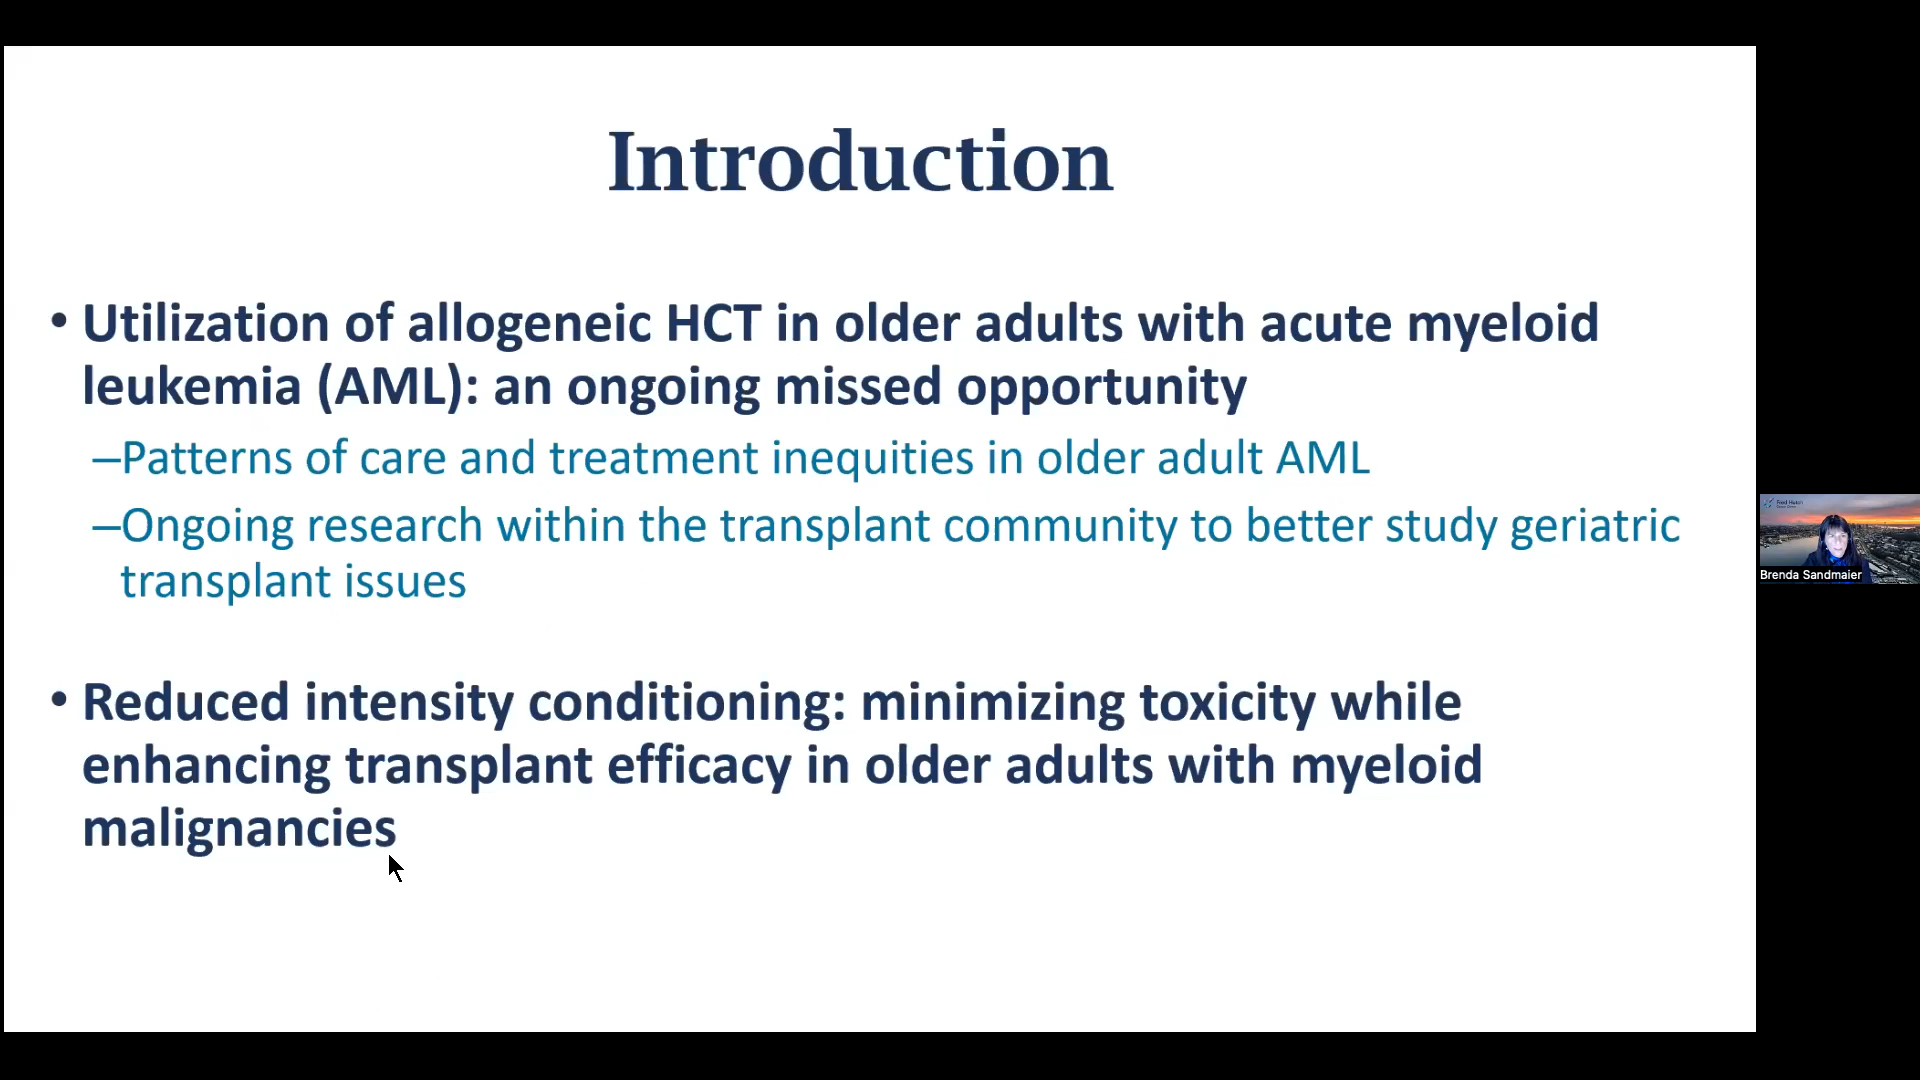 Introduction
• Utilization of allogeneic HCT in older adults with acute myeloid
leukemia (AML): an ongoing missed opportunity
–Patterns of care and treatment inequities in older adult AML
–Ongoing research within the transplant community to better study geriatric
transplant issues
• Reduced intensity conditioning: minimizing toxicity while
enhancing transplant efficacy in older adults with myeloid
malignancies
Fred Hutch
Brenda Sandmaier